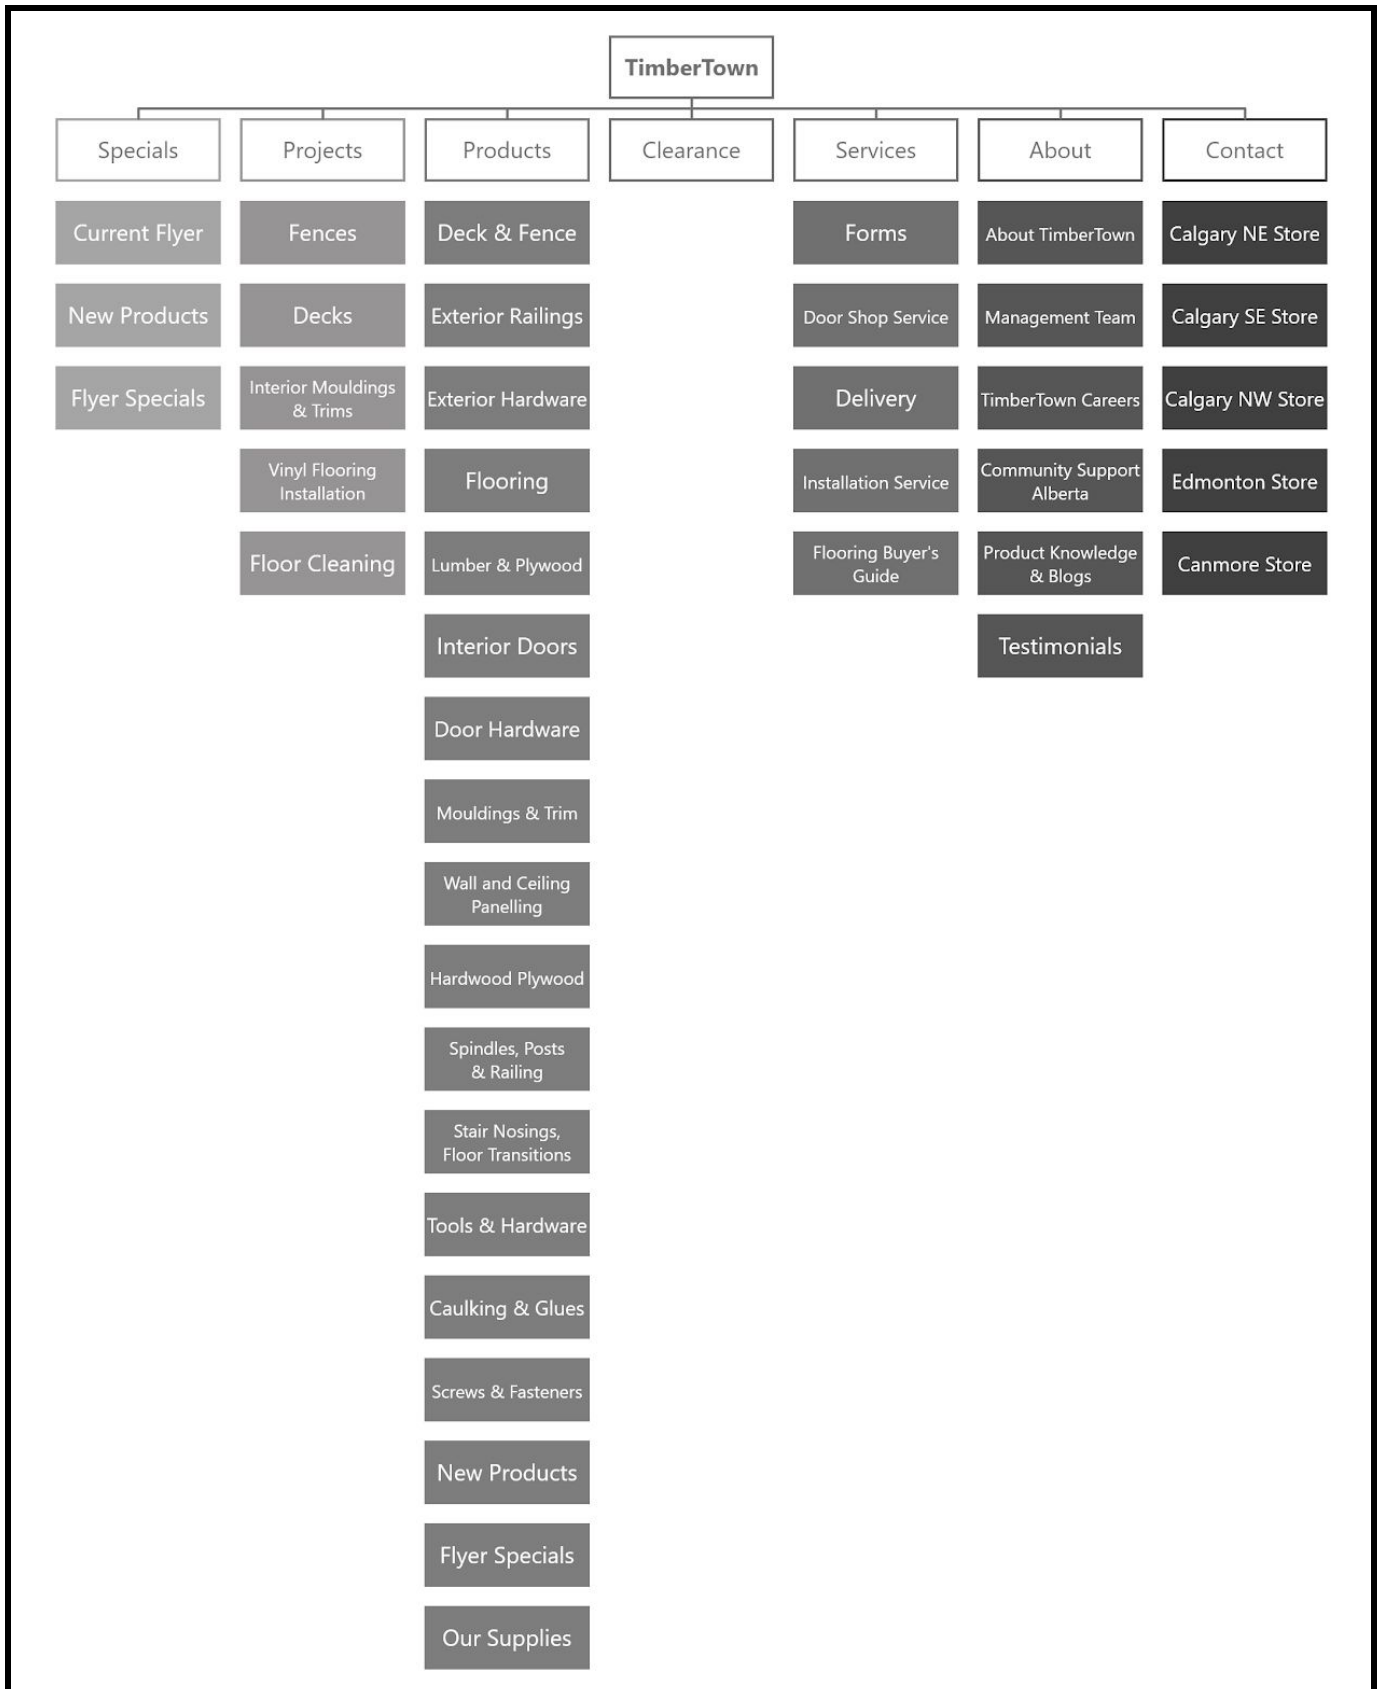 TimberTown
Specials
Projects
Products
Clearance
Services
About
Contact
Current Flyer
New Products
Flyer Specials
Fences
Decks
Interior Mouldings
& Trims
Vinyl Flooring
Installation
Floor Cleaning
Deck & Fence
Exterior Railings
Exterior Hardware
Flooring
Lumber & Plywood
Interior Doors
Door Hardware
Mouldings & Trim
Wall and Ceiling
Panelling
Hardwood Plywood
Spindles, Posts
& Railing
Stair Nosings,
Floor Transitions
Tools & Hardware
Caulking & Glues
Screws & Fasteners
New Products
Flyer Specials
Our Supplies
Forms
Door Shop Service
Delivery
Installation Service
Flooring Buyer's
Guide
About TimberTown
Management Team
TimberTown Careers
Community Support
Alberta
Product Knowledge
& Blogs
Testimonials
Calgary NE Store
Calgary SE Store
Calgary NW Store
Edmonton Store
Canmore Store